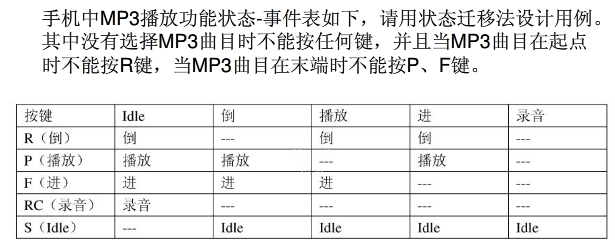 手机中MP3播放功能状态-事件表如下，请用状态迁移法设计用例。
其中没有选择MP3曲目时不能按任何键，并且当MP3曲目在起点
时不能按R键，当MP3曲目在末端时不能按P、F键。
按键 Idle 倒 播放 进 录音
R（倒） 倒 --- 倒 倒 ---
P（播放） 播放 播放 --- 播放 ---
F（进） 进 进 进 --- ---
RC（录音） 录音 --- --- --- ---
S（Idle） --- Idle Idle Idle Idle